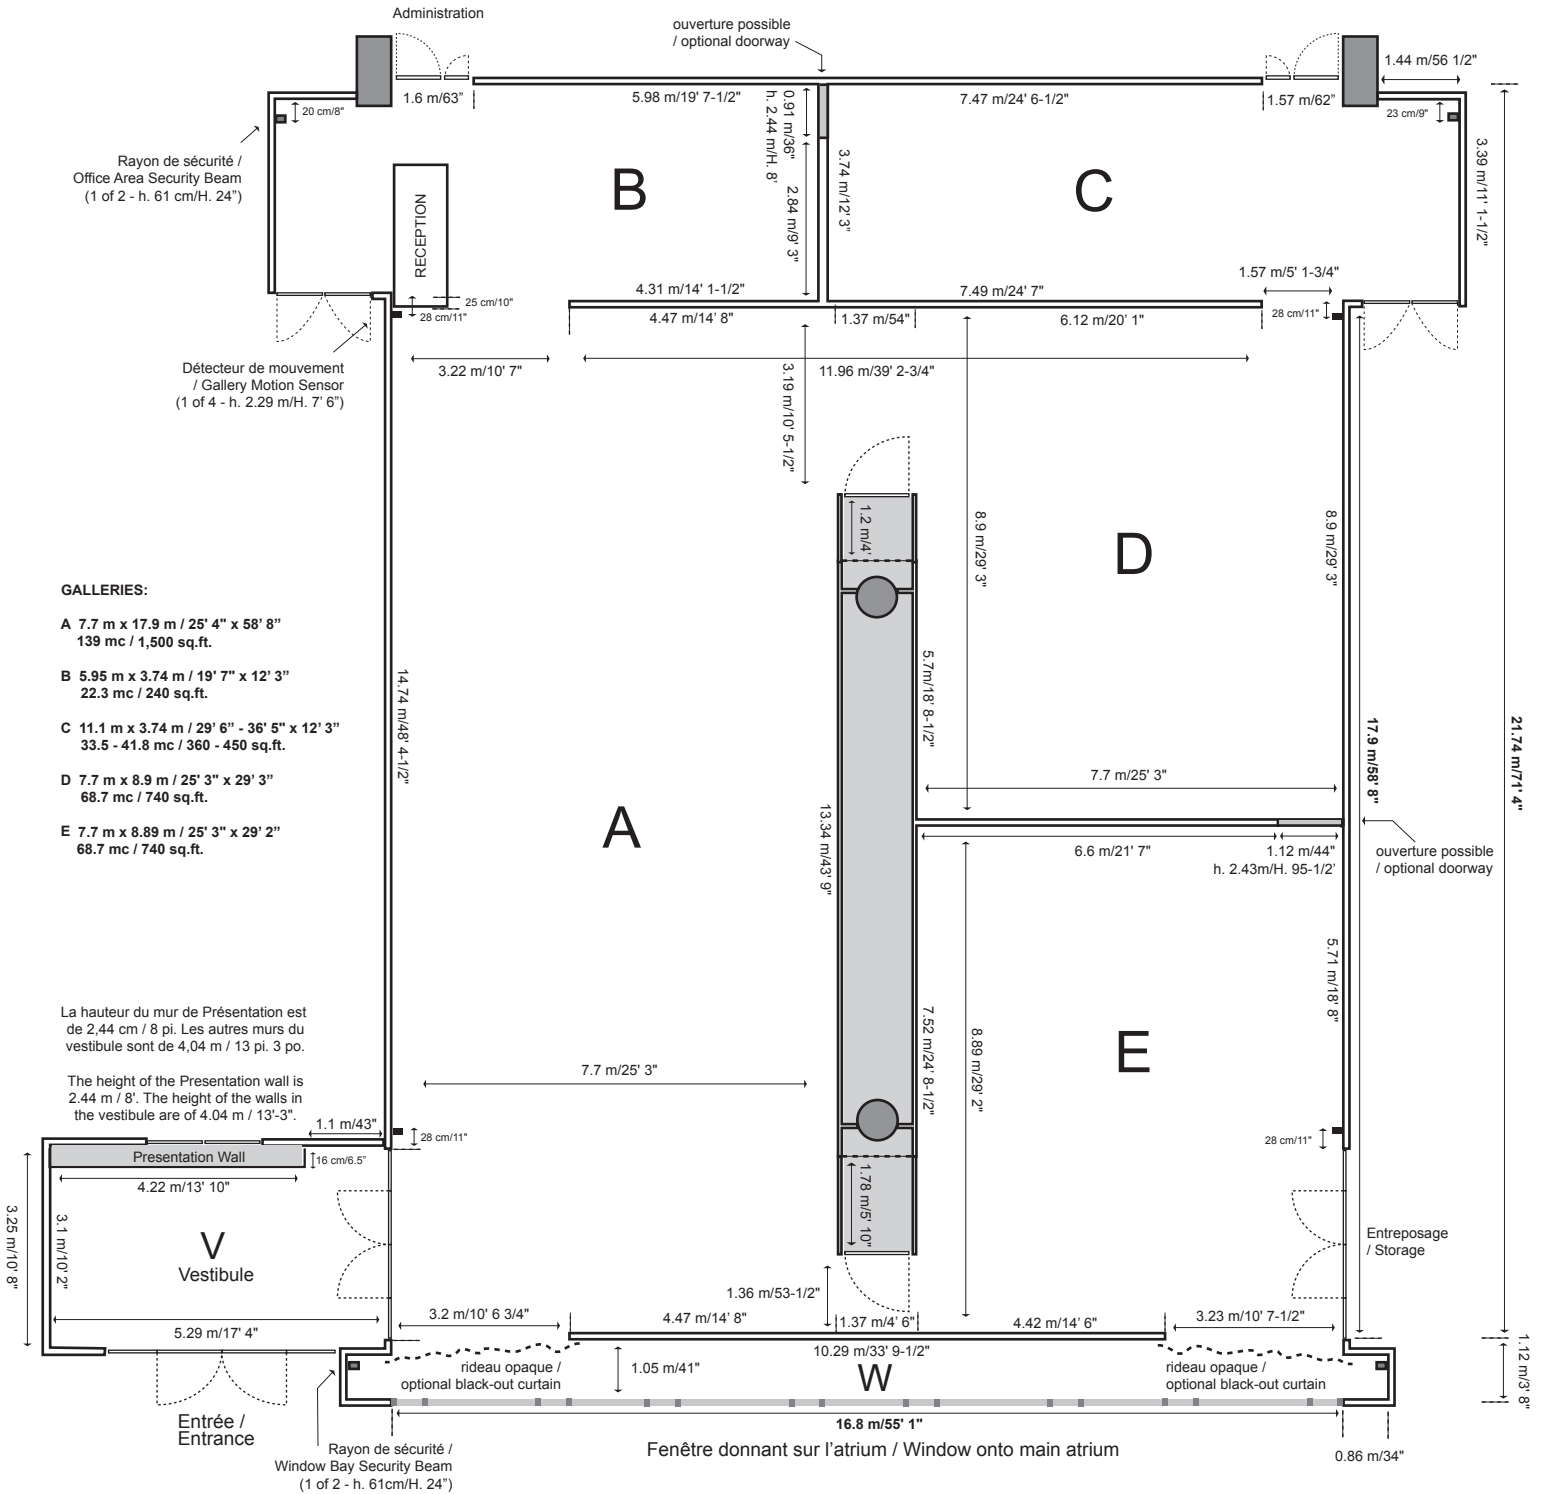 Administration
ouverture possible
/ optional doorway
1.44 m/56 1/2"
1.6 m/63”
5.98 m/19' 7-1/2"
7.47 m/24' 6-1/2"
1.57 m/62”
20 cm/8"
23 cm/9"
0.91 m/36"
h. 2.44 m/H. 8'
2.84 m/9' 3"
3.74 m/12' 3"
3.39 m/11' 1-1/2"
Rayon de sécurité /
Office Area Security Beam
(1 of 2 - h. 61 cm/H. 24”)
B
C
RECEPTION
1.57 m/5' 1-3/4"
4.31 m/14' 1-1/2"
7.49 m/24' 7"
25 cm/10"
28 cm/11"
4.47 m/14’ 8"
1.37 m/54"
6.12 m/20’ 1"
28 cm/11"
Détecteur de mouvement
/ Gallery Motion Sensor
(1 of 4 - h. 2.29 m/H. 7’ 6”)
3.22 m/10' 7"
11.96 m/39' 2-3/4"
3.19 m/10' 5-1/2"
1.2 m/4'
8.9 m/29' 3"
D
8.9 m/29' 3"
GALLERIES:
A 7.7 m x 17.9 m / 25' 4" x 58’ 8”
139 mc / 1,500 sq.ft.
B 5.95 m x 3.74 m / 19' 7" x 12’ 3”
22.3 mc / 240 sq.ft.
C 11.1 m x 3.74 m / 29’ 6” - 36' 5" x 12’ 3”
33.5 - 41.8 mc / 360 - 450 sq.ft.
D 7.7 m x 8.9 m / 25' 3" x 29’ 3”
68.7 mc / 740 sq.ft.
E 7.7 m x 8.89 m / 25' 3" x 29’ 2”
68.7 mc / 740 sq.ft.
14.74 m/48' 4-1/2"
5.7m/18' 8-1/2"
17.9 m/58' 8"
21.74 m/71' 4"
7.7 m/25' 3"
A
13.34 m/43' 9"
6.6 m/21' 7"
1.12 m/44"
h. 2.43m/H. 95-1/2’
ouverture possible
/ optional doorway
5.71 m/18' 8"
La hauteur du mur de Présentation est
de 2,44 cm / 8 pi. Les autres murs du
vestibule sont de 4,04 m / 13 pi. 3 po.
The height of the Presentation wall is
2.44 m / 8'. The height of the walls in
the vestibule are of 4.04 m / 13'-3".
7.7 m/25' 3"
7.52 m/24' 8-1/2"
8.89 m/29' 2"
E
1.1 m/43"
28 cm/11"
28 cm/11"
Presentation Wall
16 cm/6.5”
4.22 m/13' 10"
1.78 m/5' 10"
3.25 m/10' 8"
3.1 m/10' 2"
V
Vestibule
Entreposage
/ Storage
1.36 m/53-1/2"
3.2 m/10' 6 3/4"
4.47 m/14’ 8"
1.37 m/4' 6"
4.42 m/14' 6"
3.23 m/10' 7-1/2"
5.29 m/17' 4"
10.29 m/33' 9-1/2"
rideau opaque /
optional black-out curtain
1.05 m/41"
W
rideau opaque /
optional black-out curtain
1.12 m/3' 8"
16.8 m/55' 1"
Entrée /
Entrance
Fenêtre donnant sur l’atrium / Window onto main atrium
0.86 m/34"
Rayon de sécurité /
Window Bay Security Beam
(1 of 2 - h. 61cm/H. 24”)